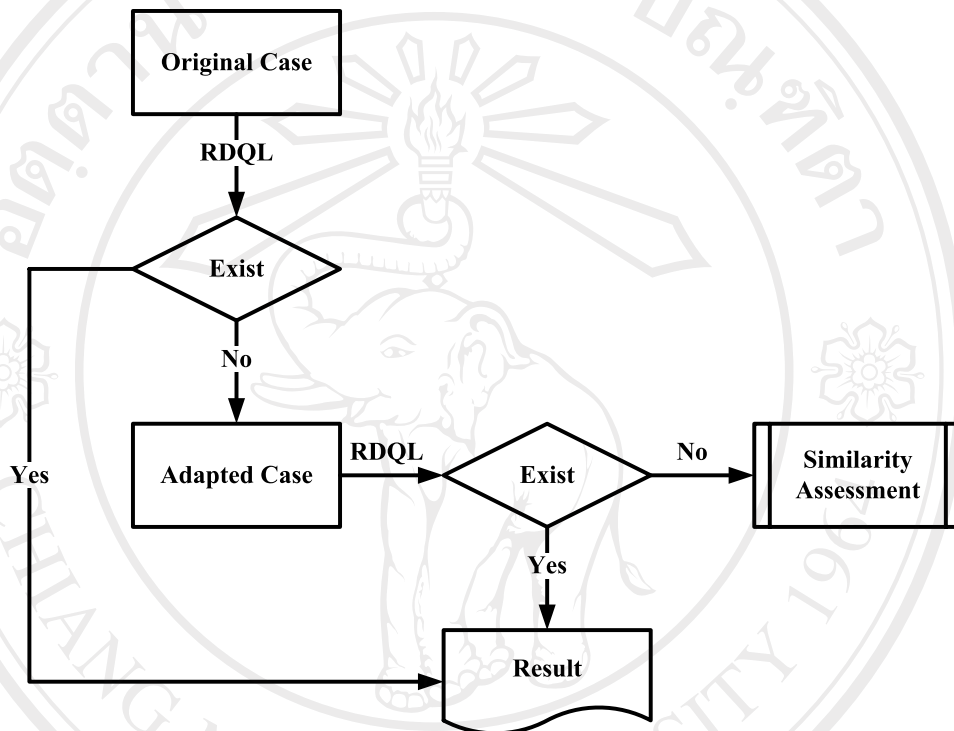 Original Case
RDQL
Exist
No
Yes
Adapted Case
RDQL
Exist
No
Similarity
Assessment
Yes
Result